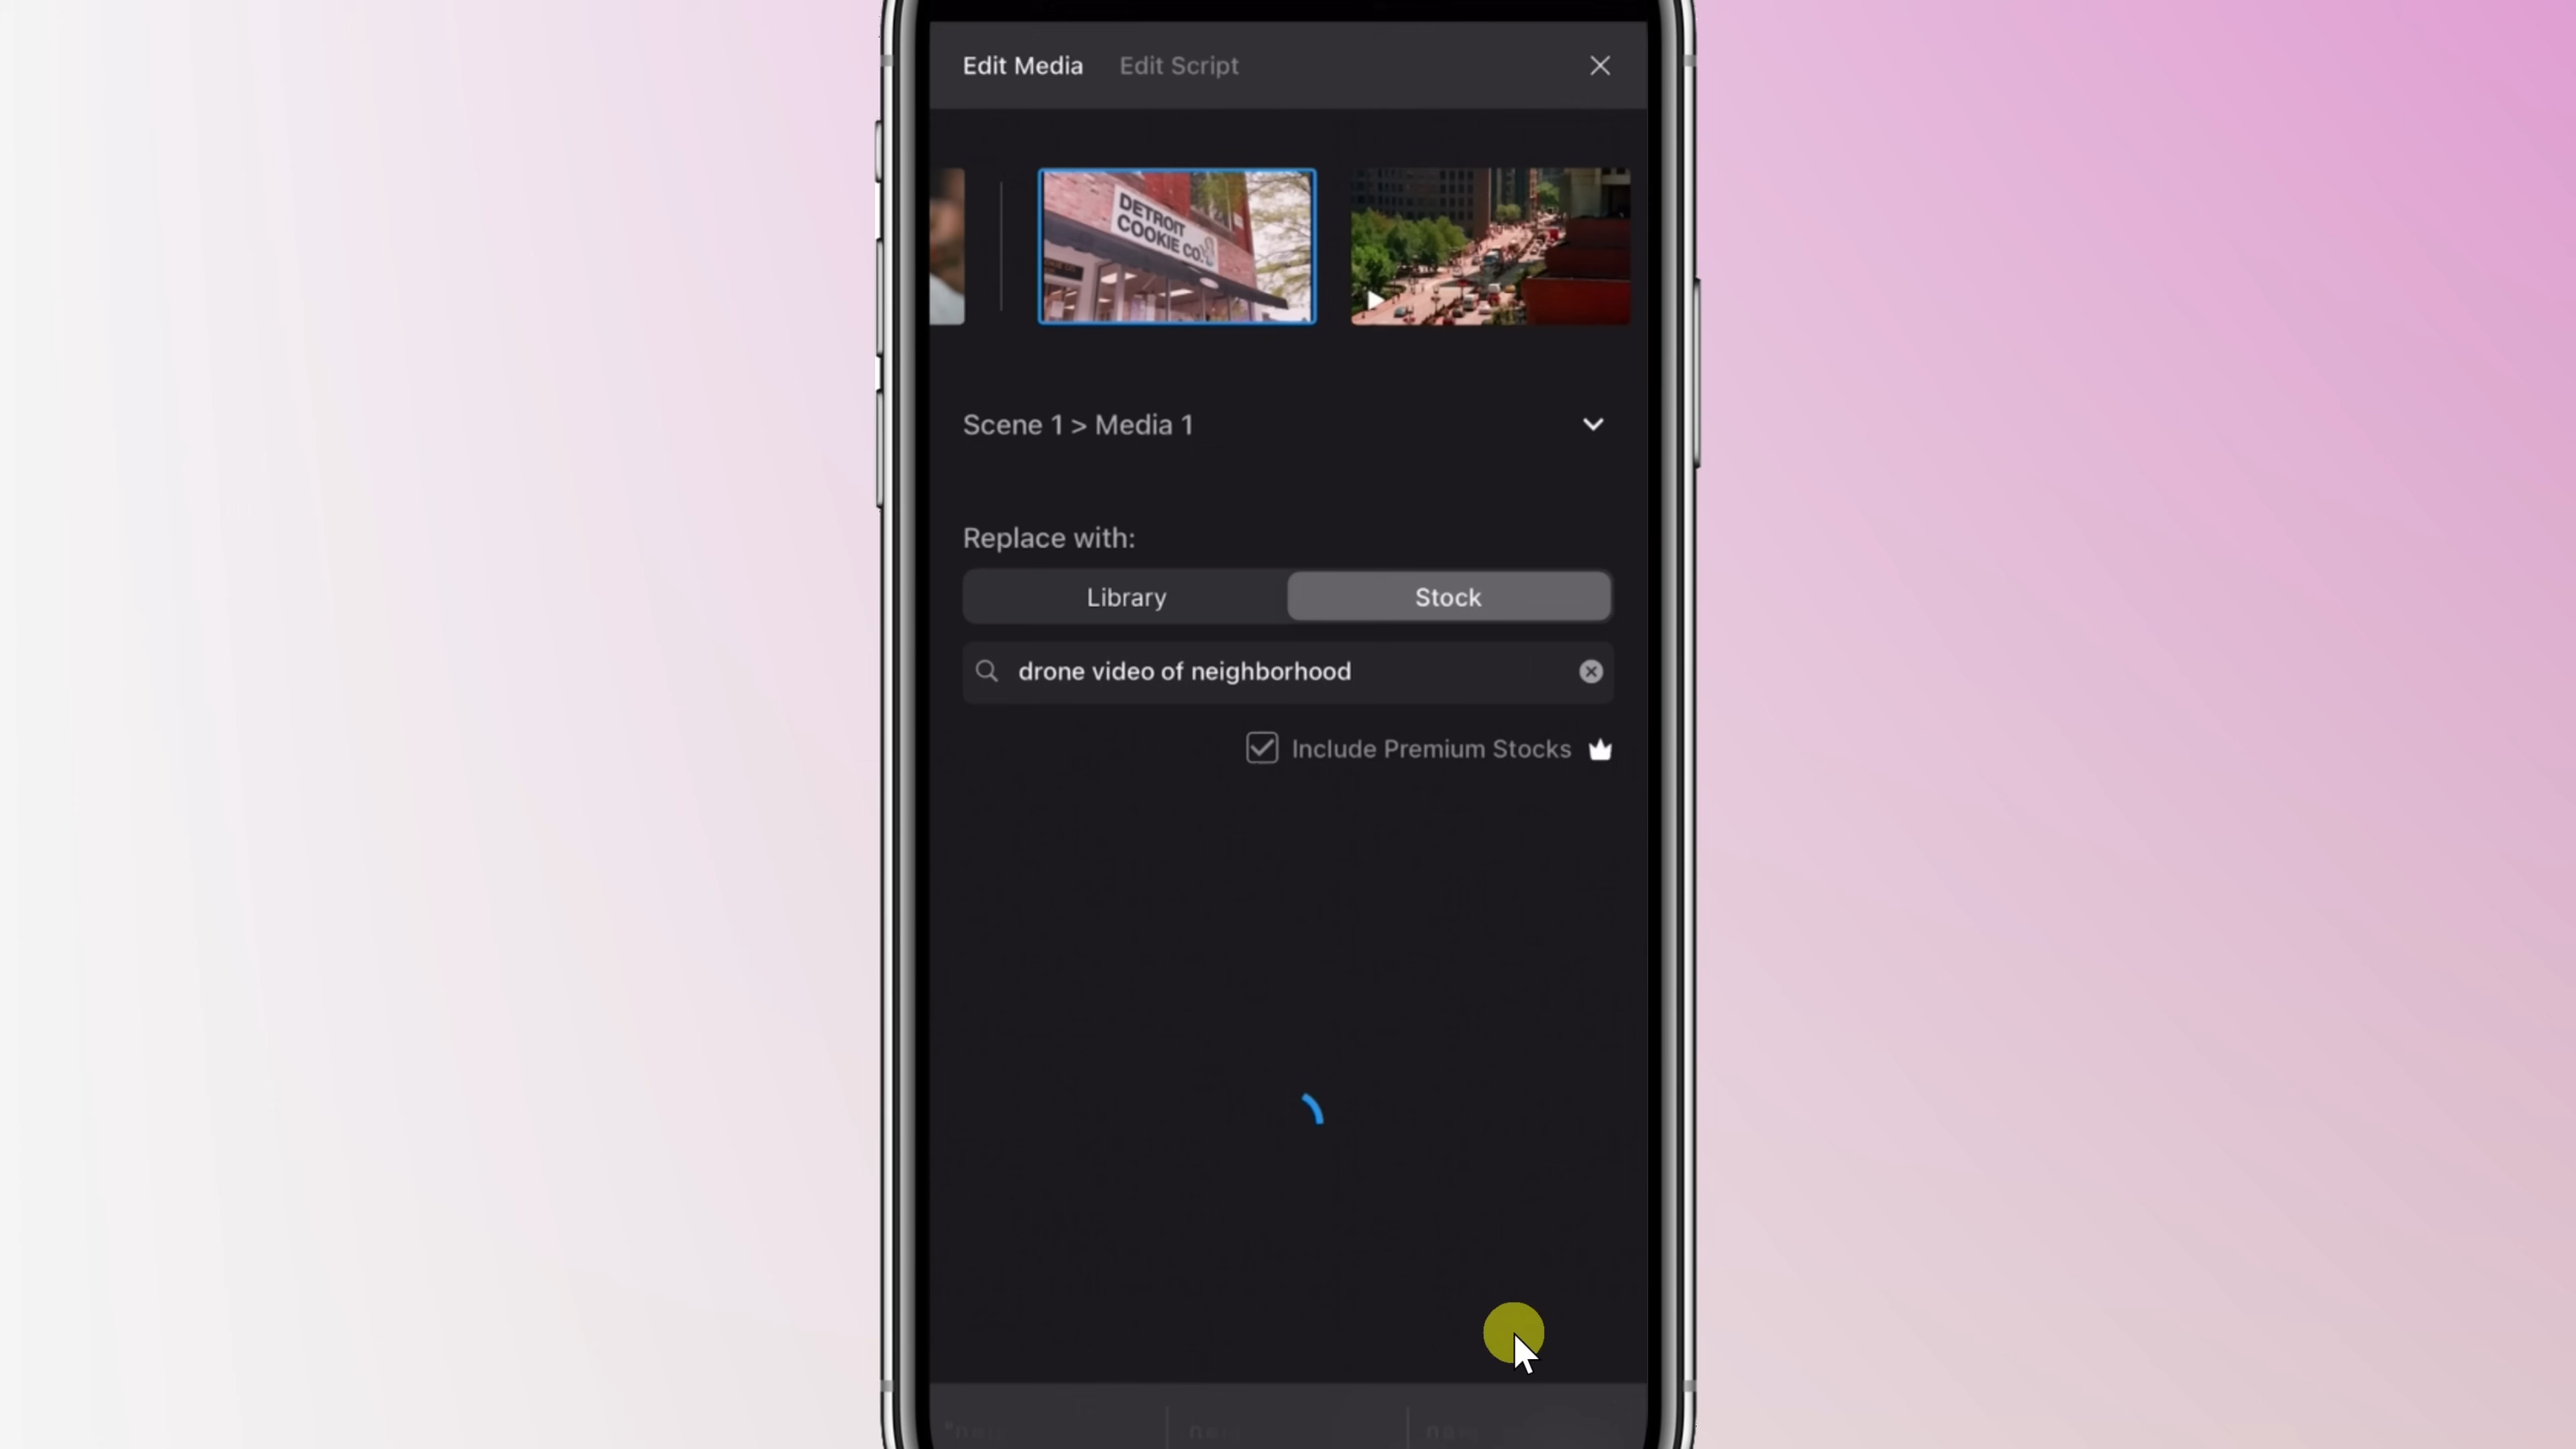 Edit Media Edit Script
DETROIT
COOKIE CO.
Scene 1 > Media 1
Replace with:
Library Stock
drone video of neighborhood
Include Premium Stocks